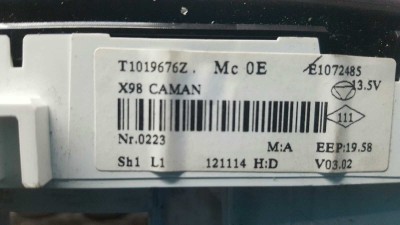 T1019676Z. Mc 0E E1072485
13.5V
X98 CAMAN
111
Nr.0223
M:A EEP:19.58
Sh1 L1 121114 H:D V03.02